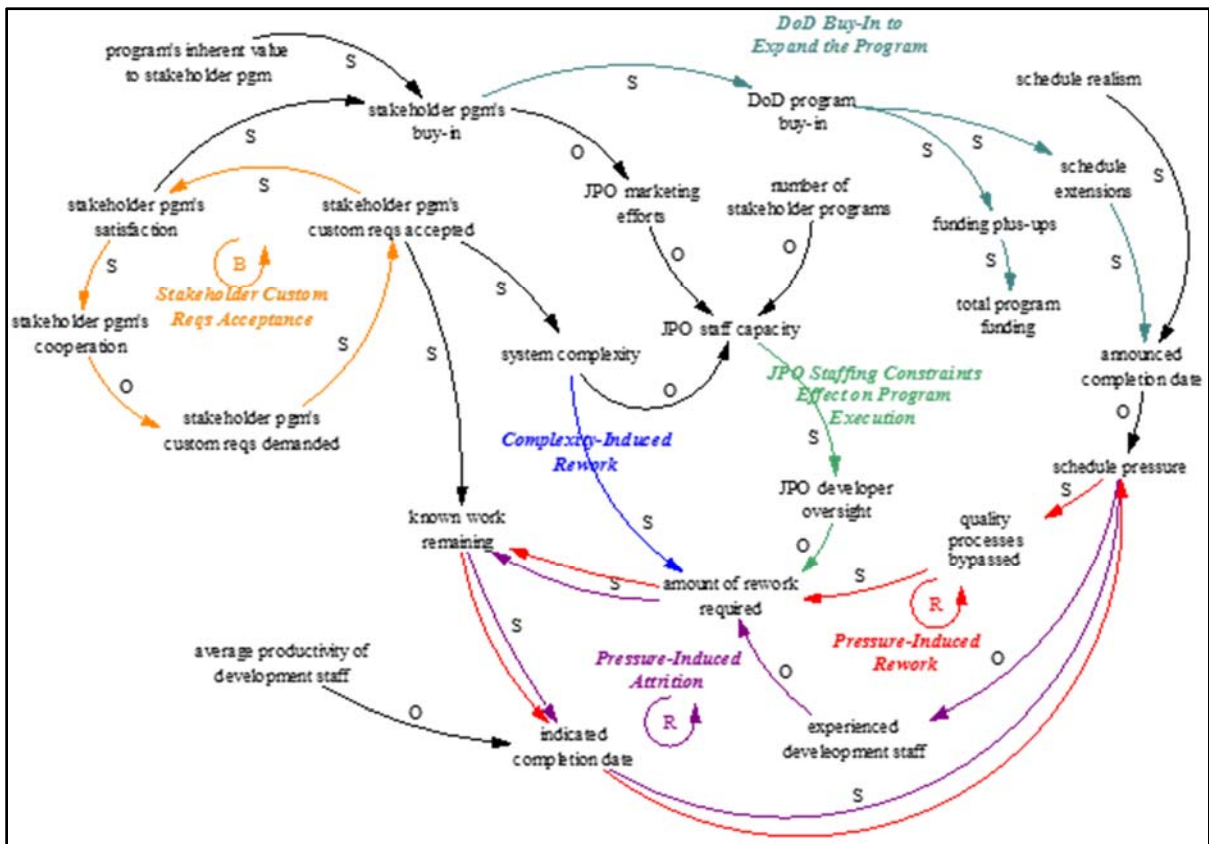 DoD Buy-In to
Expand the Program
program's inherent value
to stakeholder pgm
S
S
schedule realism
stakeholder pgm's
buy-in
DoD program
buy-in
S
S
S
O
schedule
extensions
S
S
JPO marketing
efforts
number of
stakeholder programs
stakeholder pgm's
satisfaction
stakeholder pgm's
custom reqs accepted
funding plus-ups
O
O
S
S
B
S
S
Stakeholder Custom
Reqs Acceptance
total program
funding
stakeholder pgm's
cooperation
JPO staff capacity
S
S
system complexity
announced
completion date
O
O
JPO Staffing Constraints
Effect on Program
Execution
O
stakeholder pgm's
custom reqs demanded
Complexity-Induced
Rework
S
schedule pressure
S
JPO developer
oversight
known work
remaining
S
O
quality
processes
bypassed
S
S
amount of rework
required
R
Pressure-Induced
Rework
S
average productivity of
development staff
Pressure-Induced
Attrition
O
O
R
O
indicated
completion date
experienced
develeopment staff
S